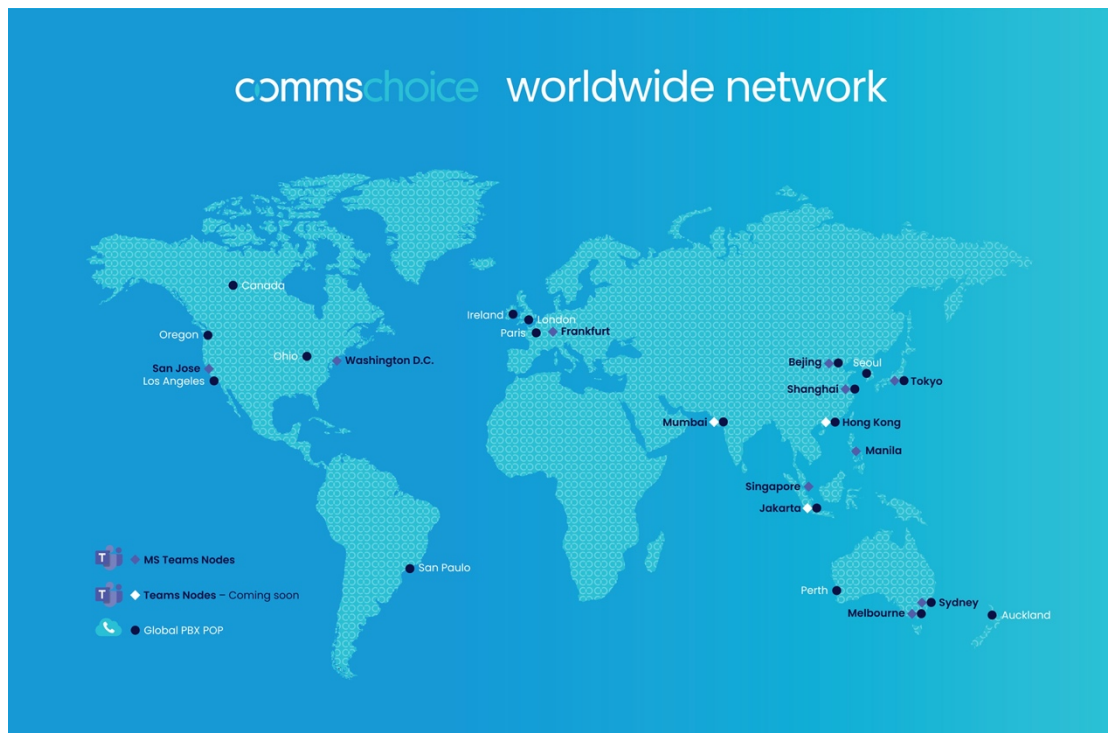 commschoice worldwide network
Canada
Ireland
London
Paris
Frankfurt
Oregon
Ohio
Washington D.C.
San Jose
Los Angeles
Bejing
Seoul
Shanghai
Tokyo
Mumbai
Hong Kong
Manila
Singapore
Jakarta
San Paulo
Perth
Sydney
Melbourne
Auckland
T MS Teams Nodes
T Teams Nodes – Coming soon
Global PBX POP